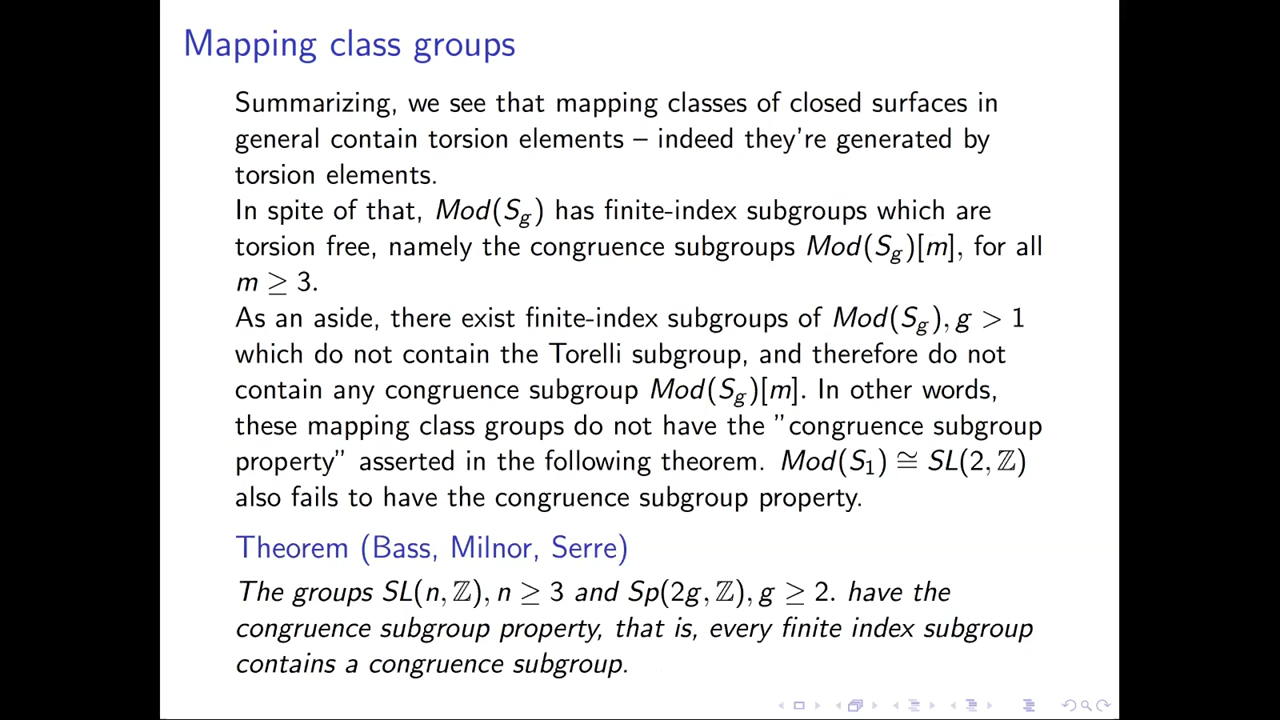 Mapping class groups
Summarizing, we see that mapping classes of closed surfaces in
general contain torsion elements – indeed they're generated by
torsion elements.
In spite of that, Mod(S_g) has finite-index subgroups which are
torsion free, namely the congruence subgroups Mod(S_g)[m], for all
m ≥ 3.
As an aside, there exist finite-index subgroups of Mod(S_g), g > 1
which do not contain the Torelli subgroup, and therefore do not
contain any congruence subgroup Mod(S_g)[m]. In other words,
these mapping class groups do not have the "congruence subgroup
property" asserted in the following theorem. Mod(S_1) ≅ SL(2, ℤ)
also fails to have the congruence subgroup property.
Theorem (Bass, Milnor, Serre)
The groups SL(n, ℤ), n ≥ 3 and Sp(2g, ℤ), g ≥ 2. have the
congruence subgroup property, that is, every finite index subgroup
contains a congruence subgroup.